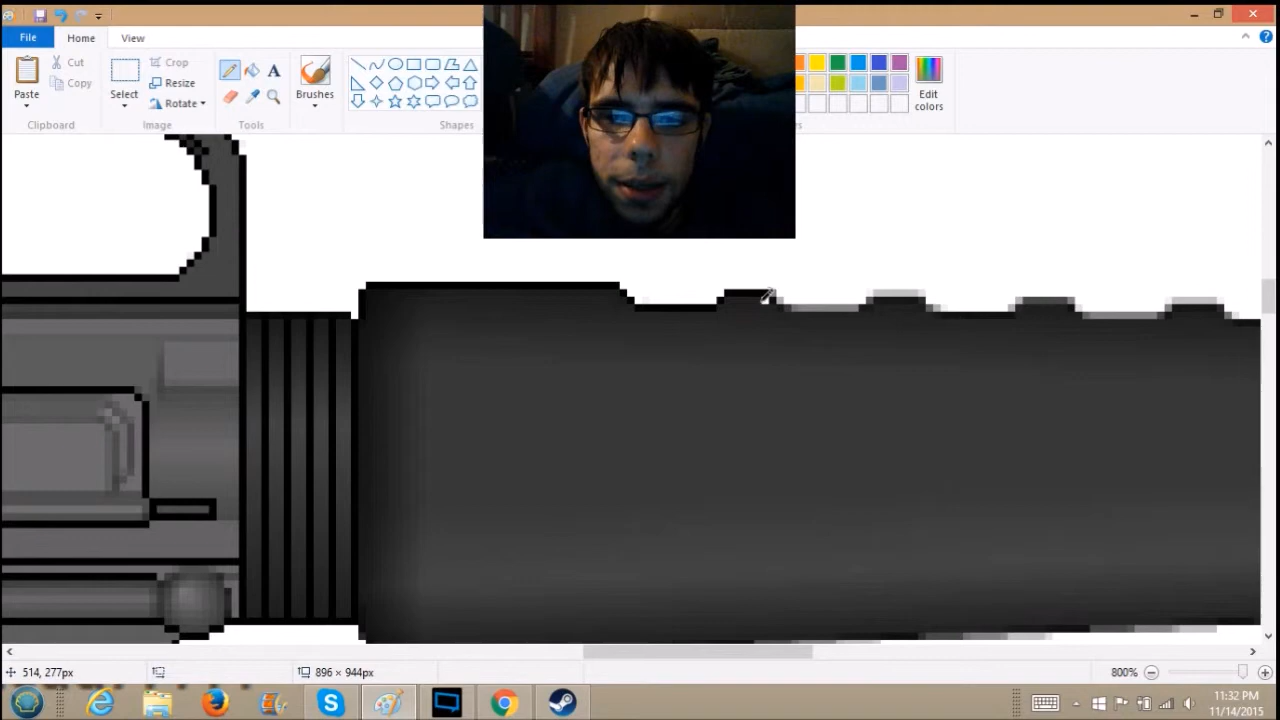 File
Home
View
Cut
Copy
Paste
Clipboard
Crop
Resize
Rotate
Select
Image
A
Tools
Brushes
Shapes
Edit
colors
514, 277px
896 × 944px
800%
11:32 PM
11/14/2015